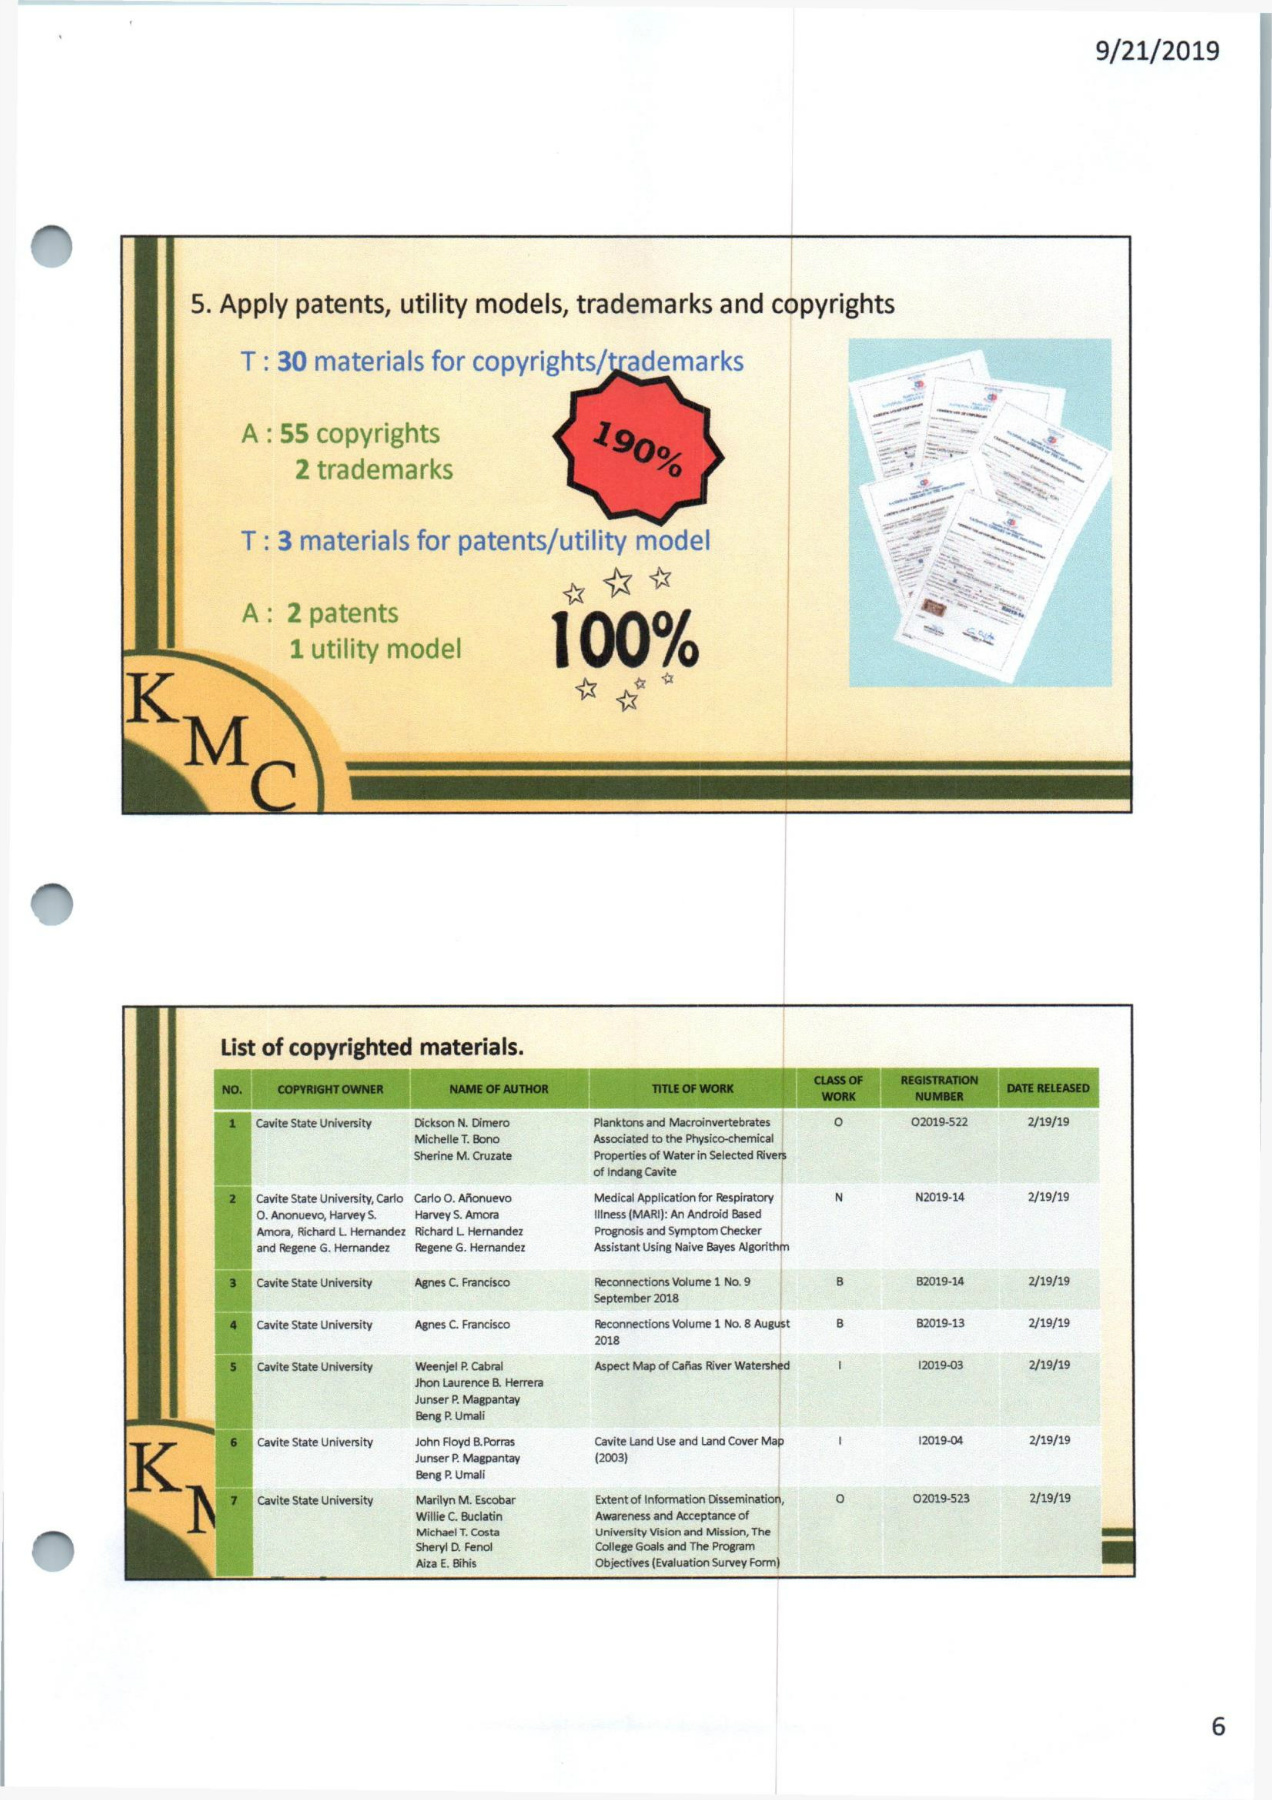 9/21/2019
5. Apply patents, utility models, trademarks and copyrights
T : 30 materials for copyrights/trademarks
A : 55 copyrights
2 trademarks
190%
T : 3 materials for patents/utility model
A : 2 patents
1 utility model
100%
K
M
C
List of copyrighted materials.
NO. COPYRIGHT OWNER NAME OF AUTHOR TITLE OF WORK CLASS OF WORK REGISTRATION NUMBER DATE RELEASED
1 Cavite State University Dickson N. Dimero Planktons and Macroinvertebrates O O2019-522 2/19/19
Michelle T. Bono Associated to the Physico-chemical
Sherine M. Cruzate Properties of Water in Selected Rivers
of Indang Cavite
2 Cavite State University, Carlo Carlo O. Añonuevo Medical Application for Respiratory N N2019-14 2/19/19
O. Anonuevo, Harvey S. Harvey S. Amora Illness (MARI): An Android Based
Amora, Richard L. Hernandez Richard L. Hernandez Prognosis and Symptom Checker
and Regene G. Hernandez Regene G. Hernandez Assistant Using Naive Bayes Algorithm
3 Cavite State University Agnes C. Francisco Reconnections Volume 1 No. 9 B B2019-14 2/19/19
September 2018
4 Cavite State University Agnes C. Francisco Reconnections Volume 1 No. 8 August B B2019-13 2/19/19
2018
5 Cavite State University Weenjel P. Cabral Aspect Map of Cañas River Watershed I I2019-03 2/19/19
Jhon Laurence B. Herrera
Junser P. Magpantay
Beng P. Umali
6 Cavite State University John Floyd B.Porras Cavite Land Use and Land Cover Map I I2019-04 2/19/19
Junser P. Magpantay (2003)
Beng P. Umali
7 Cavite State University Marilyn M. Escobar Extent of Information Dissemination, O O2019-523 2/19/19
Willie C. Buclatin Awareness and Acceptance of
Michael T. Costa University Vision and Mission, The
Sheryl D. Fenol College Goals and The Program
Aiza E. Bihis Objectives (Evaluation Survey Form)
K
M
6